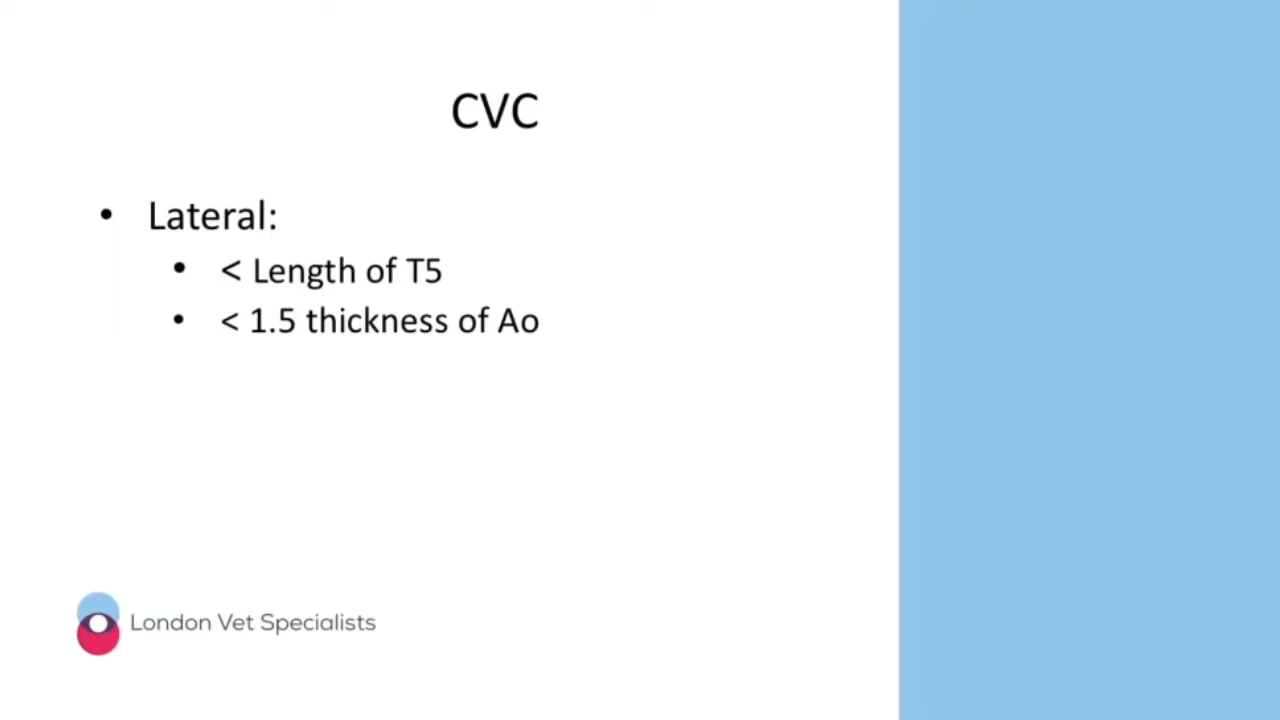 CVC
• Lateral:
• < Length of T5
• < 1.5 thickness of Ao
London Vet Specialists